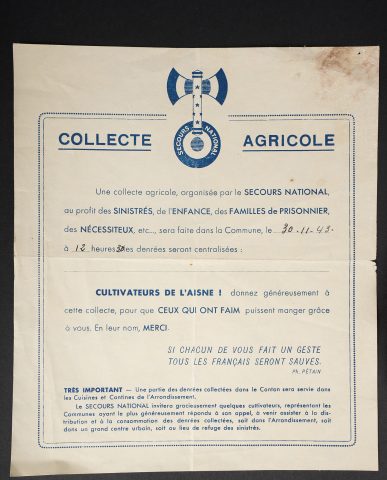 SECOURS NATIONAL
COLLECTE AGRICOLE
Une collecte agricole, organisée par le SECOURS NATIONAL,
au profit des SINISTRÉS, de l'ENFANCE, des FAMILLES de PRISONNIER,
des NÉCESSITEUX, etc..., sera faite dans la Commune, le 30-11-43.
à 12 heures 30 les denrées seront centralisées :
CULTIVATEURS DE L'AISNE ! donnez généreusement à
cette collecte, pour que CEUX QUI ONT FAIM puissent manger grâce
à vous. En leur nom, MERCI.
SI CHACUN DE VOUS FAIT UN GESTE
TOUS LES FRANÇAIS SERONT SAUVES.
Ph. PÉTAIN
TRÈS IMPORTANT — Une partie des denrées collectées dans le Canton sera servie dans
les Cuisines et Cantines de l'Arrondissement.
Le SECOURS NATIONAL invitera gracieusement quelques cultivateurs, représentant les
Communes ayant le plus généreusement répondu à son appel, à venir assister à la dis-
tribution et à la consommation des denrées collectées, soit dans l'Arrondissement, soit
dans un grand centre urbain, soit au lieu de refuge des sinistrés.